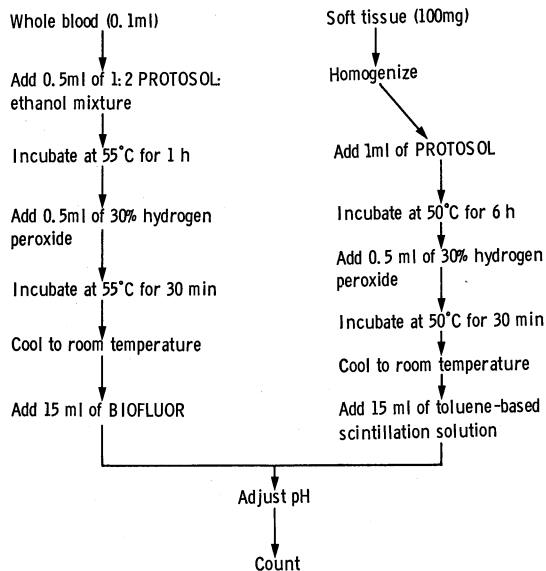 Whole blood (0.1ml)
Add 0.5ml of 1:2 PROTOSOL:
ethanol mixture
Incubate at 55°C for 1 h
Add 0.5ml of 30% hydrogen
peroxide
Incubate at 55°C for 30 min
Cool to room temperature
Add 15 ml of BIOFLUOR
Soft tissue (100mg)
Homogenize
Add 1ml of PROTOSOL
Incubate at 50°C for 6 h
Add 0.5 ml of 30% hydrogen
peroxide
Incubate at 50°C for 30 min
Cool to room temperature
Add 15 ml of toluene-based
scintillation solution
Adjust pH
Count